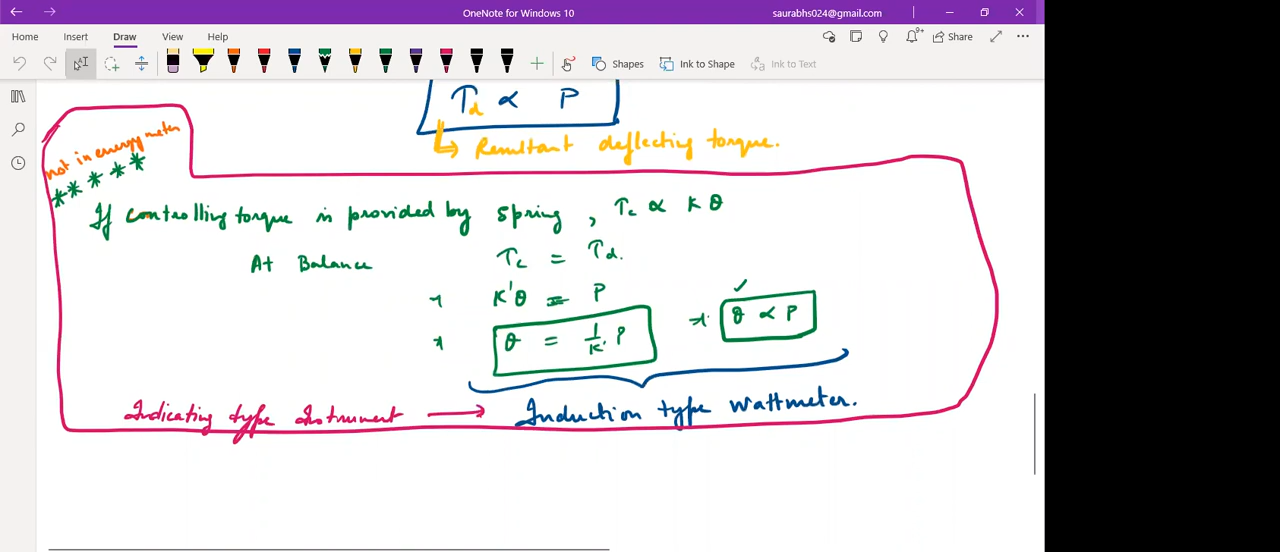 OneNote for Windows 10
saurabhs024@gmail.com
Home Insert Draw View Help
9+ Share
Shapes Ink to Shape Ink to Text
Td ∝ P
↳ Resultant deflecting torque.
not in energy meter
*****
If controlling torque is provided by spring, Tc ∝ K θ
At Balance Tc = Td.
K'θ = P
θ = 1/K' P θ ∝ P
Indicating type Instrument → Induction type wattmeter.